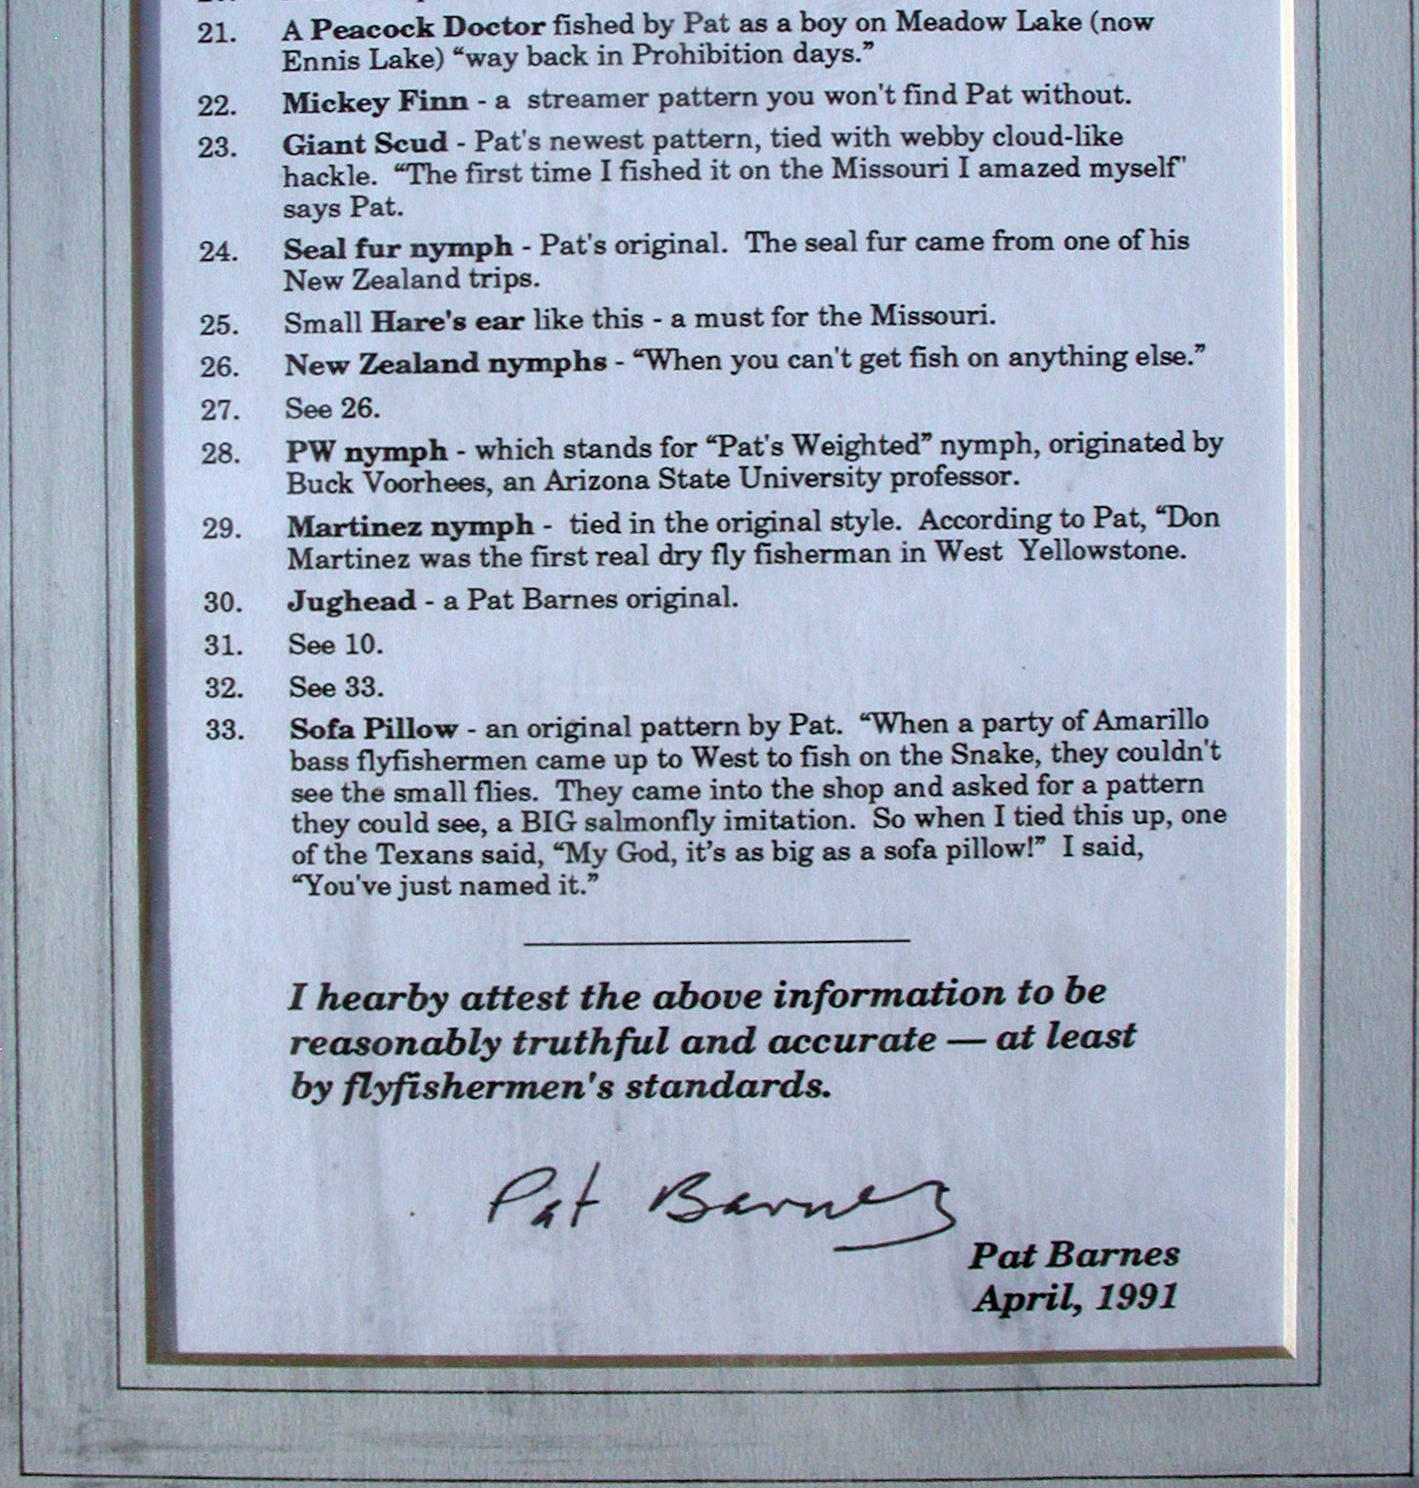 21. A Peacock Doctor fished by Pat as a boy on Meadow Lake (now
Ennis Lake) “way back in Prohibition days.”
22. Mickey Finn - a streamer pattern you won't find Pat without.
23. Giant Scud - Pat's newest pattern, tied with webby cloud-like
hackle. “The first time I fished it on the Missouri I amazed myself'
says Pat.
24. Seal fur nymph - Pat's original. The seal fur came from one of his
New Zealand trips.
25. Small Hare's ear like this - a must for the Missouri.
26. New Zealand nymphs - “When you can't get fish on anything else.”
27. See 26.
28. PW nymph - which stands for “Pat's Weighted” nymph, originated by
Buck Voorhees, an Arizona State University professor.
29. Martinez nymph - tied in the original style. According to Pat, “Don
Martinez was the first real dry fly fisherman in West Yellowstone.
30. Jughead - a Pat Barnes original.
31. See 10.
32. See 33.
33. Sofa Pillow - an original pattern by Pat. “When a party of Amarillo
bass flyfishermen came up to West to fish on the Snake, they couldn't
see the small flies. They came into the shop and asked for a pattern
they could see, a BIG salmonfly imitation. So when I tied this up, one
of the Texans said, “My God, it’s as big as a sofa pillow!” I said,
“You've just named it.”
I hearby attest the above information to be
reasonably truthful and accurate — at least
by flyfishermen's standards.
Pat Barnes
Pat Barnes
April, 1991